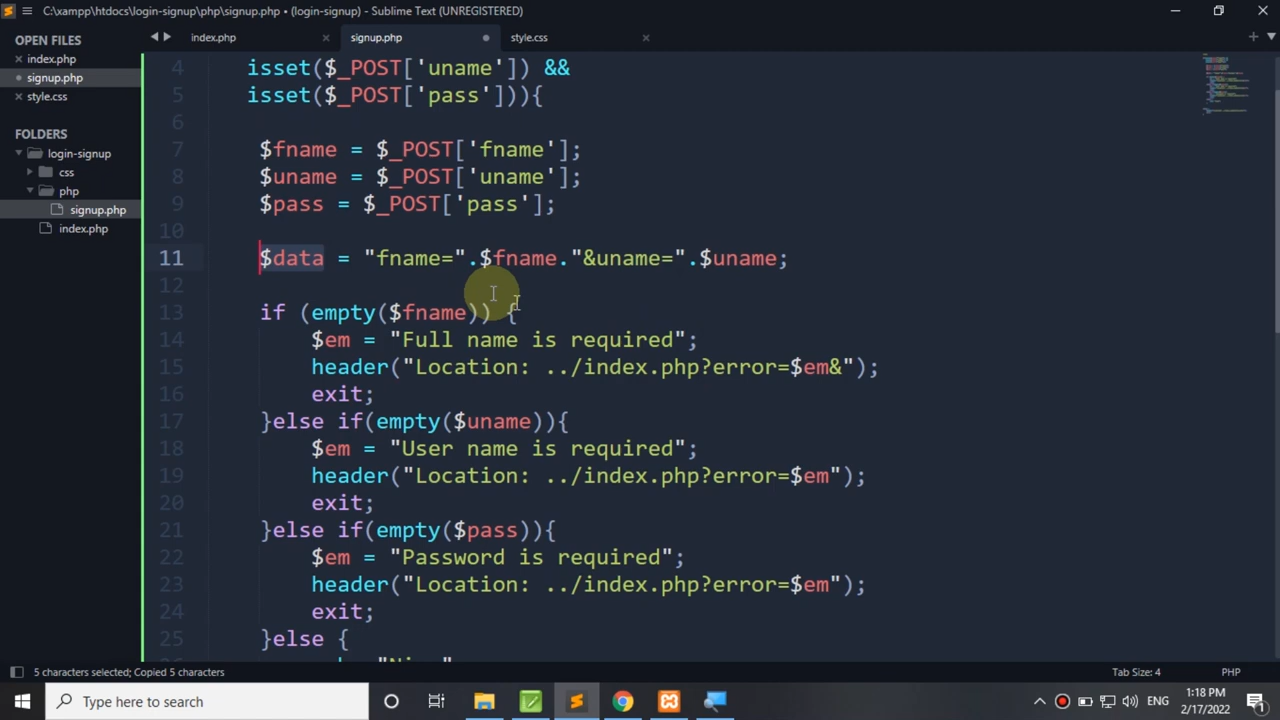 C:\xampp\htdocs\login-signup\php\signup.php • (login-signup) - Sublime Text (UNREGISTERED)
OPEN FILES
index.php
signup.php
style.css
FOLDERS
login-signup
css
php
signup.php
index.php
index.php
signup.php
style.css
4 isset($_POST['uname']) &&
5 isset($_POST['pass'])){
6
7 $fname = $_POST['fname'];
8 $uname = $_POST['uname'];
9 $pass = $_POST['pass'];
10
11 $data = "fname=".$fname."&uname=".$uname;
12
13 if (empty($fname)) {
14 $em = "Full name is required";
15 header("Location: ../index.php?error=$em&");
16 exit;
17 }else if(empty($uname)){
18 $em = "User name is required";
19 header("Location: ../index.php?error=$em");
20 exit;
21 }else if(empty($pass)){
22 $em = "Password is required";
23 header("Location: ../index.php?error=$em");
24 exit;
25 }else {
5 characters selected; Copied 5 characters
Tab Size: 4
PHP
Type here to search
ENG
1:18 PM
2/17/2022
1